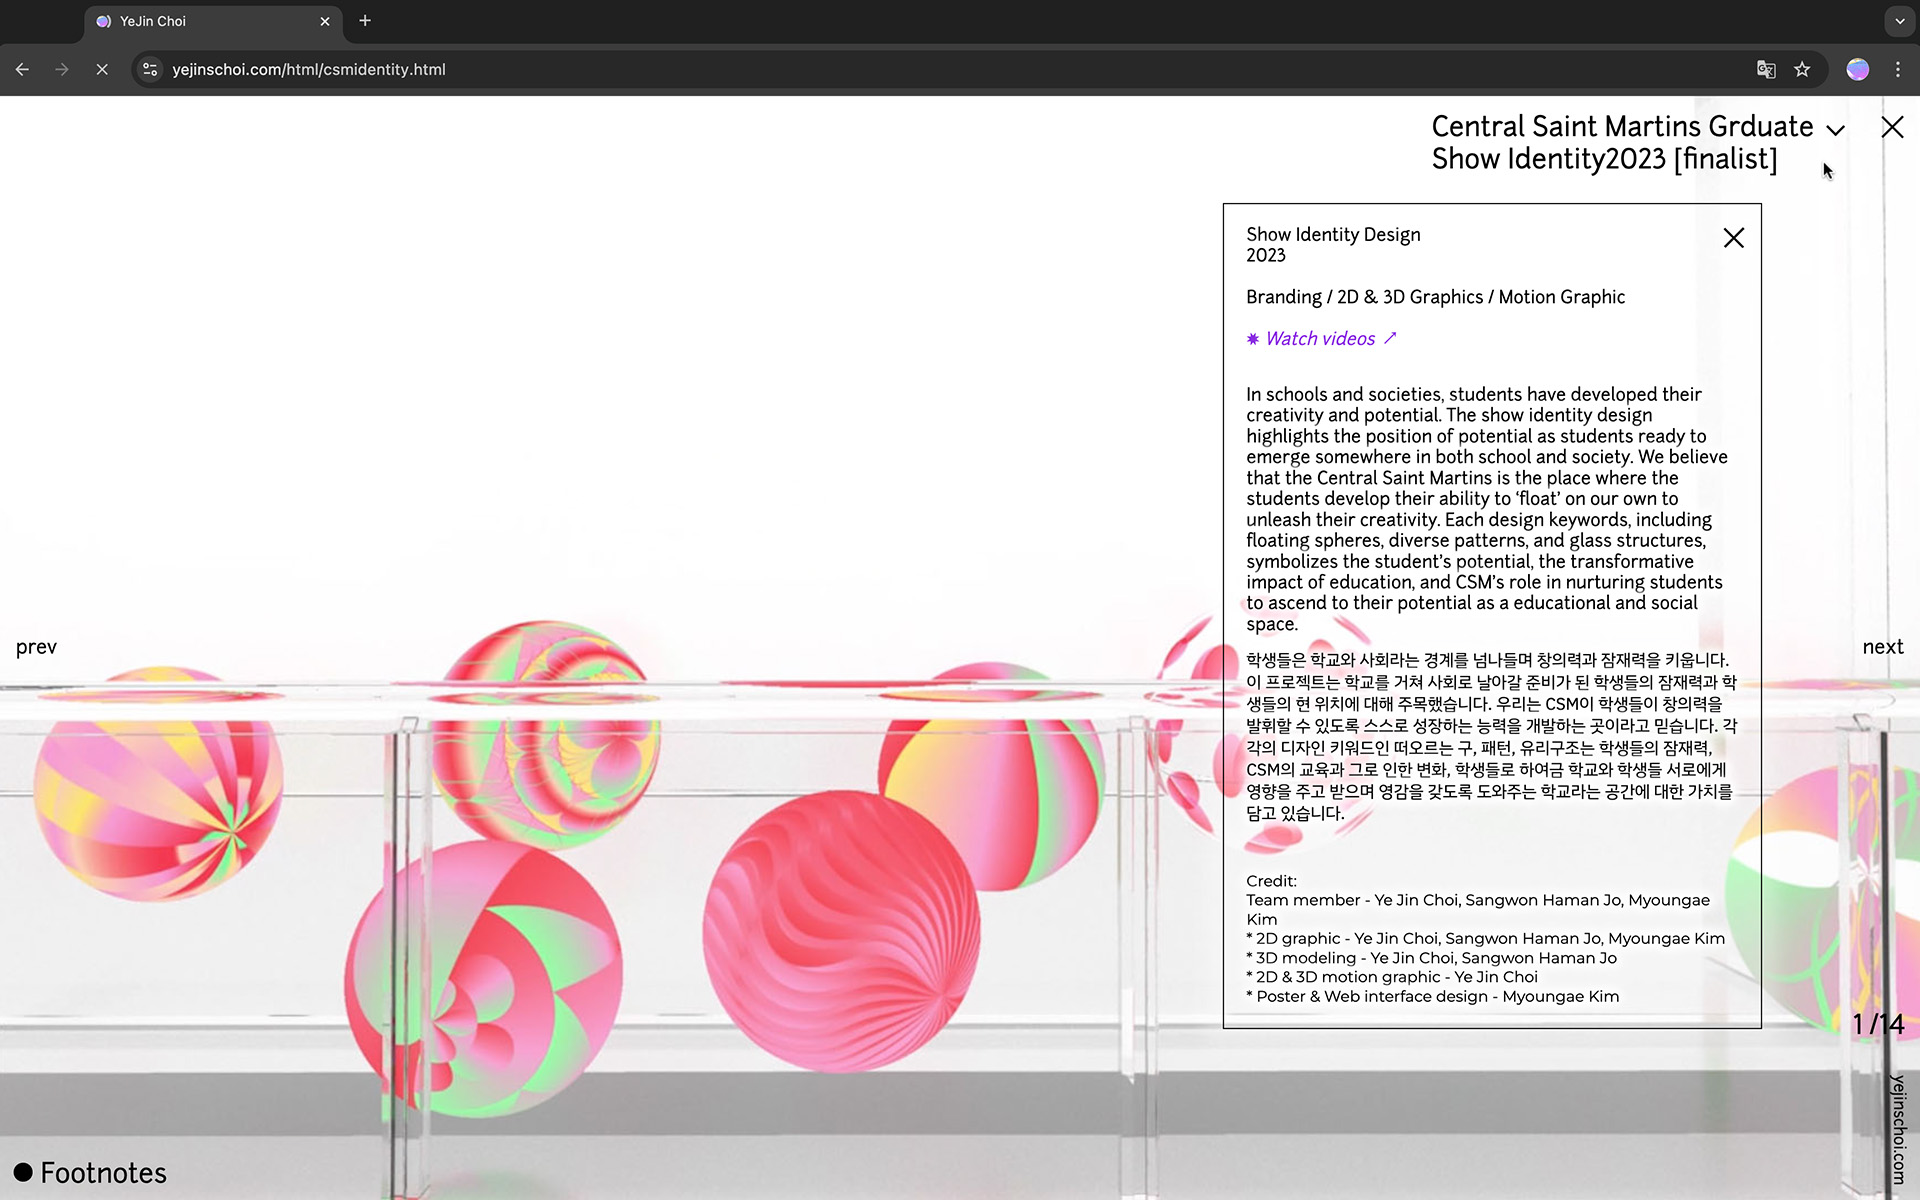 YeJin Choi
yejinschoi.com/html/csmidentity.html
Central Saint Martins Grduate
Show Identity2023 [finalist]
Show Identity Design
2023
Branding / 2D & 3D Graphics / Motion Graphic
✷ Watch videos ↗
In schools and societies, students have developed their
creativity and potential. The show identity design
highlights the position of potential as students ready to
emerge somewhere in both school and society. We believe
that the Central Saint Martins is the place where the
students develop their ability to ‘float’ on our own to
unleash their creativity. Each design keywords, including
floating spheres, diverse patterns, and glass structures,
symbolizes the student’s potential, the transformative
impact of education, and CSM’s role in nurturing students
to ascend to their potential as a educational and social
space.
학생들은 학교와 사회라는 경계를 넘나들며 창의력과 잠재력을 키웁니다.
이 프로젝트는 학교를 거쳐 사회로 날아갈 준비가 된 학생들의 잠재력과 학
생들의 현 위치에 대해 주목했습니다. 우리는 CSM이 학생들이 창의력을
발휘할 수 있도록 스스로 성장하는 능력을 개발하는 곳이라고 믿습니다. 각
각의 디자인 키워드인 떠오르는 구, 패턴, 유리구조는 학생들의 잠재력,
CSM의 교육과 그로 인한 변화, 학생들로 하여금 학교와 학생들 서로에게
영향을 주고 받으며 영감을 갖도록 도와주는 학교라는 공간에 대한 가치를
담고 있습니다.
Credit:
Team member - Ye Jin Choi, Sangwon Haman Jo, Myoungae
Kim
* 2D graphic - Ye Jin Choi, Sangwon Haman Jo, Myoungae Kim
* 3D modeling - Ye Jin Choi, Sangwon Haman Jo
* 2D & 3D motion graphic - Ye Jin Choi
* Poster & Web interface design - Myoungae Kim
prev
next
1 /14
yejinschoi.com
● Footnotes